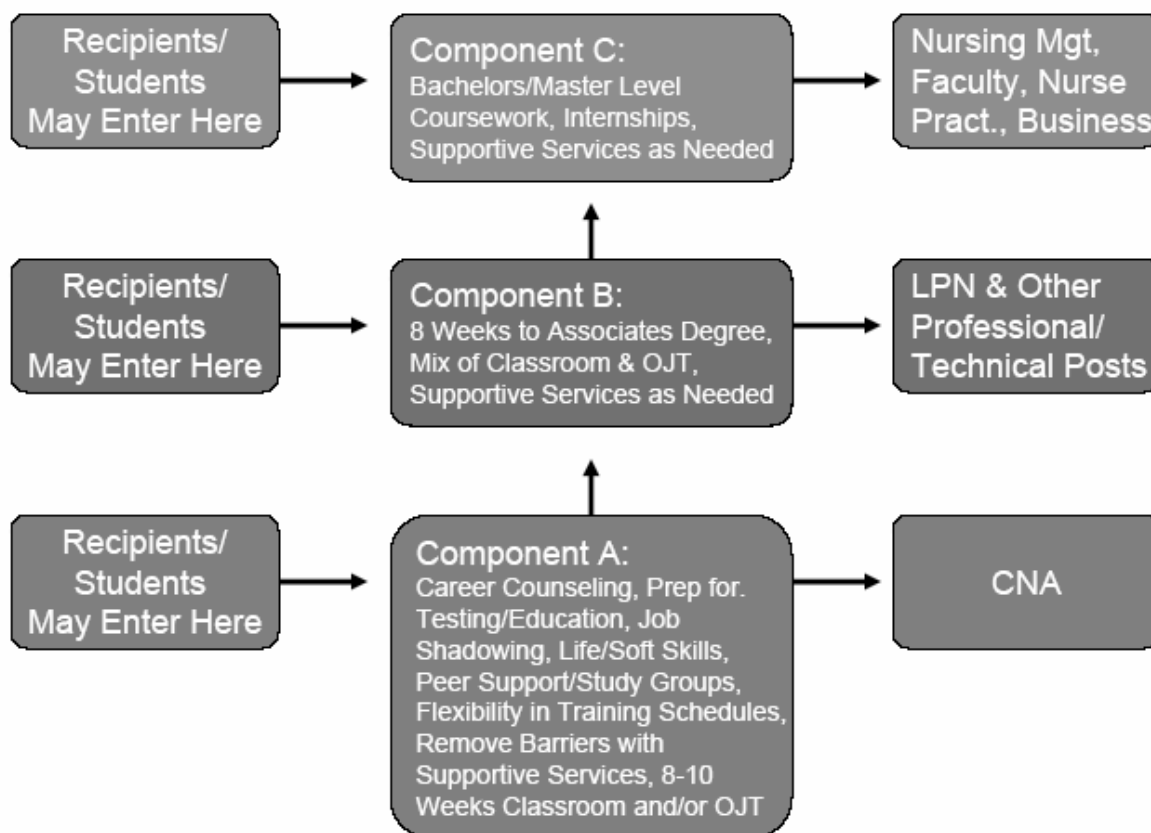 Recipients/
Students
May Enter Here
Component C:
Bachelors/Master Level
Coursework, Internships,
Supportive Services as Needed
Nursing Mgt,
Faculty, Nurse
Pract., Business
Recipients/
Students
May Enter Here
Component B:
8 Weeks to Associates Degree,
Mix of Classroom & OJT,
Supportive Services as Needed
LPN & Other
Professional/
Technical Posts
Recipients/
Students
May Enter Here
Component A:
Career Counseling, Prep for.
Testing/Education, Job
Shadowing, Life/Soft Skills,
Peer Support/Study Groups,
Flexibility in Training Schedules,
Remove Barriers with
Supportive Services, 8-10
Weeks Classroom and/or OJT
CNA